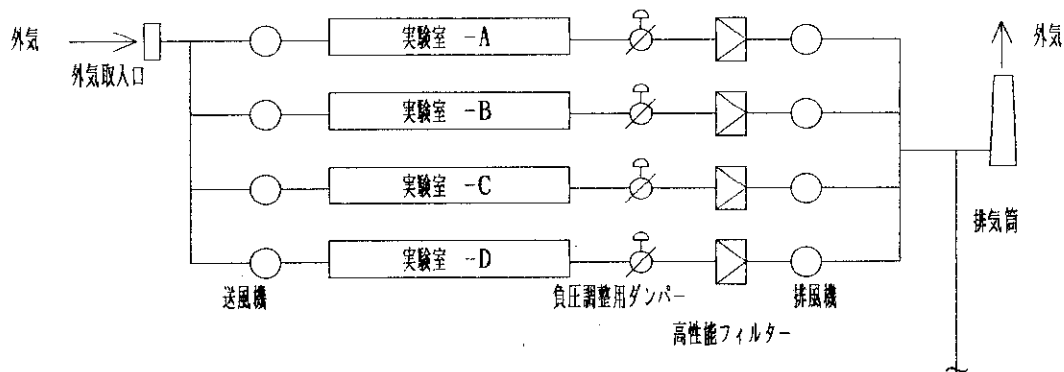 外気
外気取入口
実験室 -A
外気
実験室 -B
実験室 -C
排気筒
実験室 -D
送風機
負圧調整用ダンパー
排風機
高性能フィルター